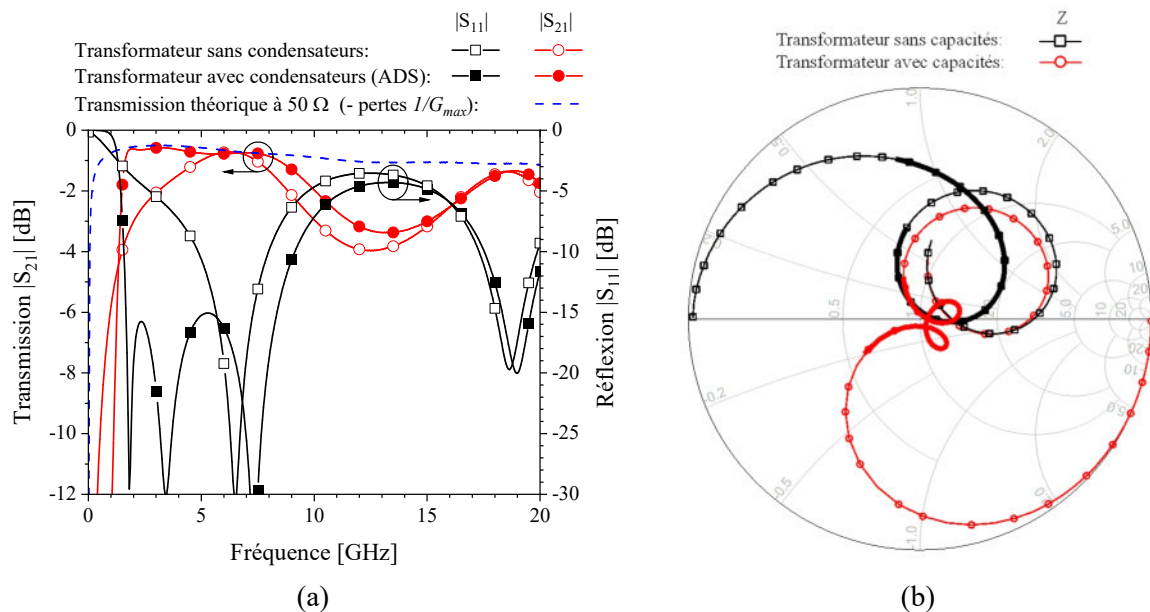 |S11| |S21|
Transformateur sans condensateurs:
Transformateur avec condensateurs (ADS):
Transmission théorique à 50 Ω (- pertes 1/Gmax):
0
-2
-4
-6
-8
-10
-12
Transmission |S21| [dB]
0
-5
-10
-15
-20
-25
-30
Réflexion |S11| [dB]
0 5 10 15 20
Fréquence [GHz]
(a)
Z
Transformateur sans capacités:
Transformateur avec capacités:
1.0
2.0
5.0
10
20
0.5
20
10
5.0
-0.2
-0.5
-1.0
(b)